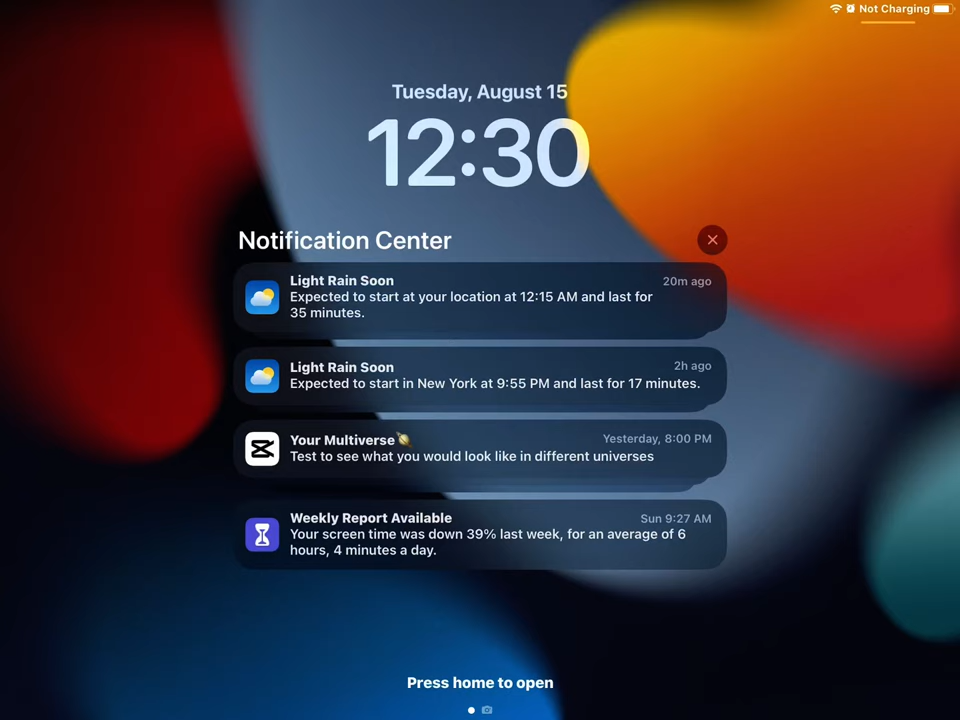 Not Charging
Tuesday, August 15
12:30
Notification Center
Light Rain Soon
20m ago
Expected to start at your location at 12:15 AM and last for
35 minutes.
Light Rain Soon
2h ago
Expected to start in New York at 9:55 PM and last for 17 minutes.
Your Multiverse🪐
Yesterday, 8:00 PM
Test to see what you would look like in different universes
Weekly Report Available
Sun 9:27 AM
Your screen time was down 39% last week, for an average of 6
hours, 4 minutes a day.
Press home to open